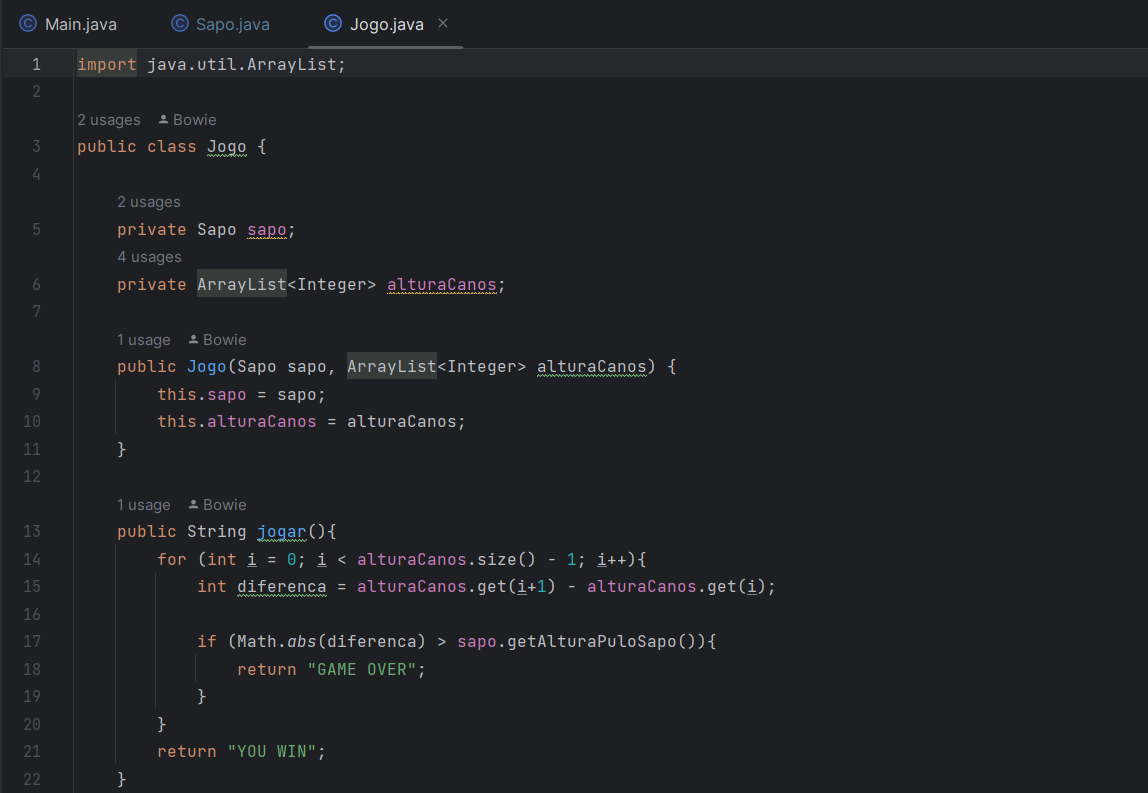 Main.java Sapo.java Jogo.java
1 import java.util.ArrayList;
2
2 usages Bowie
3 public class Jogo {
4
2 usages
5 private Sapo sapo;
4 usages
6 private ArrayList<Integer> alturaCanos;
7
1 usage Bowie
8 public Jogo(Sapo sapo, ArrayList<Integer> alturaCanos) {
9 this.sapo = sapo;
10 this.alturaCanos = alturaCanos;
11 }
12
1 usage Bowie
13 public String jogar(){
14 for (int i = 0; i < alturaCanos.size() - 1; i++){
15 int diferenca = alturaCanos.get(i+1) - alturaCanos.get(i);
16
17 if (Math.abs(diferenca) > sapo.getAlturaPuloSapo()){
18 return "GAME OVER";
19 }
20 }
21 return "YOU WIN";
22 }